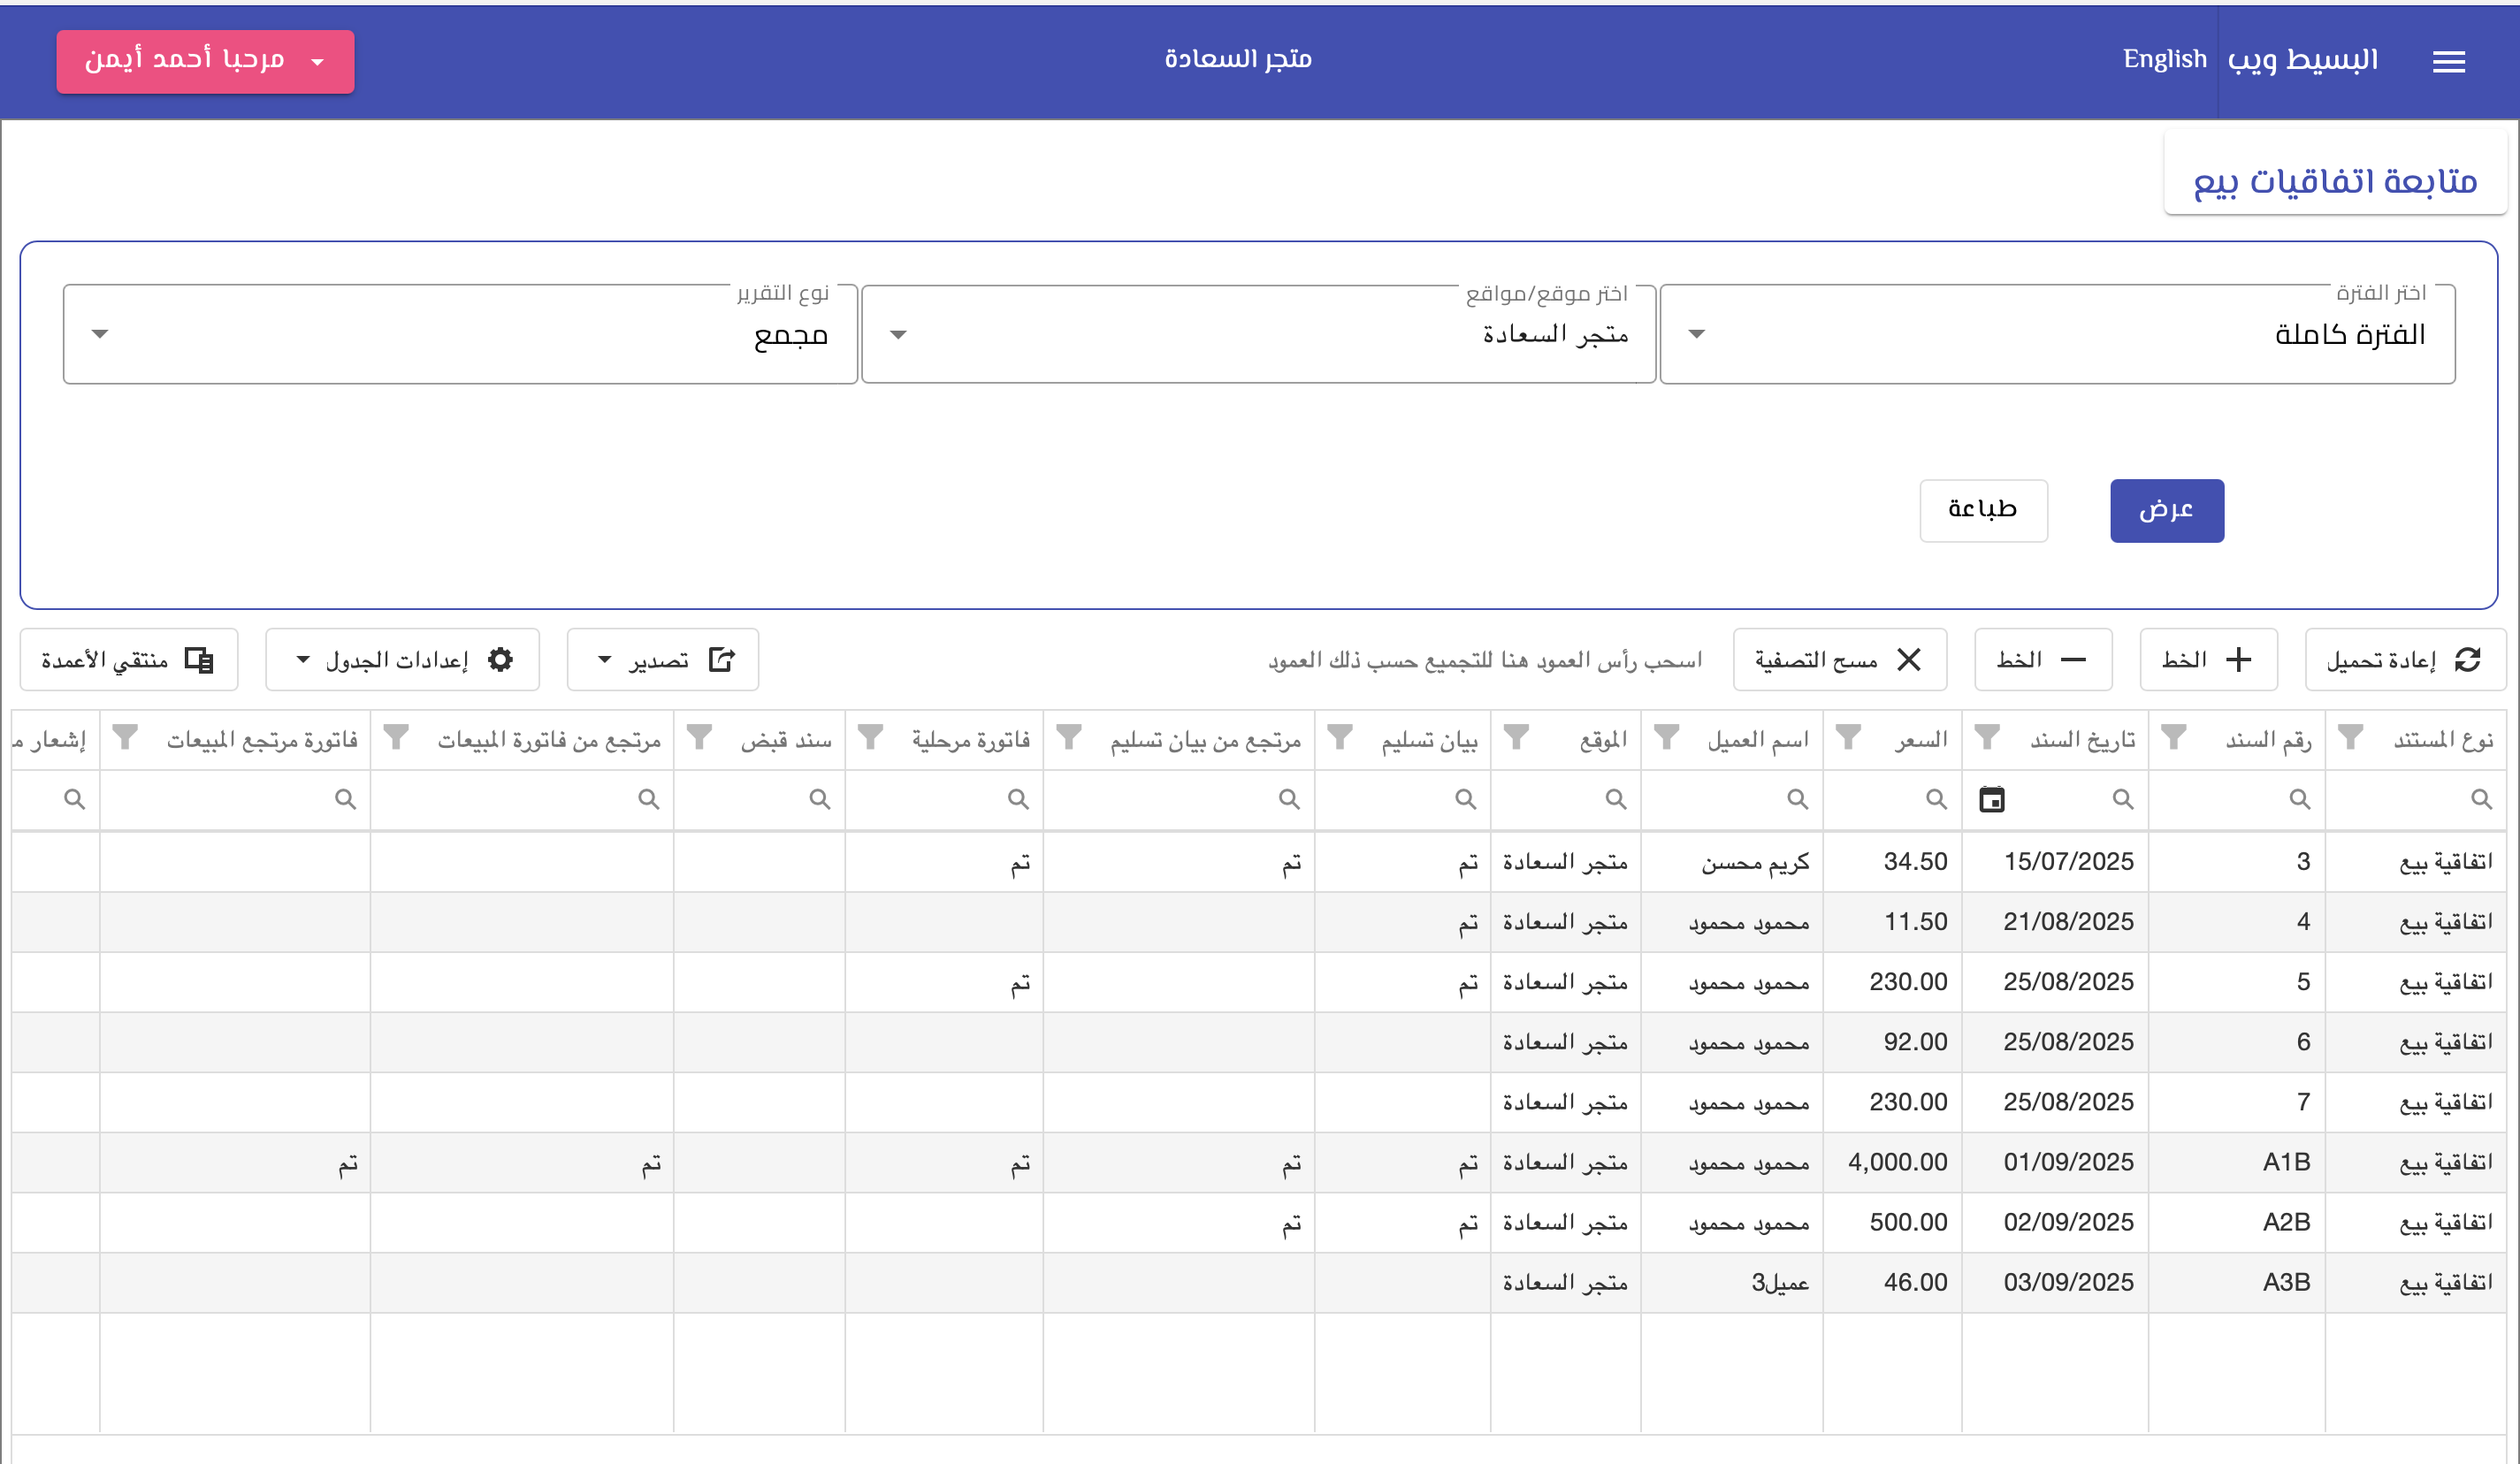 البسيط ويب English متجر السعادة مرحبا أحمد أيمن
متابعة اتفاقيات بيع
اختر الفترة اختر موقع/مواقع نوع التقرير
الفترة كاملة متجر السعادة مجمع
عرض طباعة
إعادة تحميل الخط الخط مسح التصفية اسحب رأس العمود هنا للتجميع حسب ذلك العمود تصدير إعدادات الجدول منتقي الأعمدة
نوع المستند رقم السند تاريخ السند السعر اسم العميل الموقع بيان تسليم مرتجع من بيان تسليم فاتورة مرحلية سند قبض مرتجع من فاتورة المبيعات فاتورة مرتجع المبيعات إشعار
اتفاقية بيع 3 15/07/2025 34.50 كريم محسن متجر السعادة تم تم تم
اتفاقية بيع 4 21/08/2025 11.50 محمود محمود متجر السعادة تم
اتفاقية بيع 5 25/08/2025 230.00 محمود محمود متجر السعادة تم تم
اتفاقية بيع 6 25/08/2025 92.00 محمود محمود متجر السعادة
اتفاقية بيع 7 25/08/2025 230.00 محمود محمود متجر السعادة
اتفاقية بيع A1B 01/09/2025 4,000.00 محمود محمود متجر السعادة تم تم تم تم تم
اتفاقية بيع A2B 02/09/2025 500.00 محمود محمود متجر السعادة تم تم
اتفاقية بيع A3B 03/09/2025 46.00 عميل3 متجر السعادة